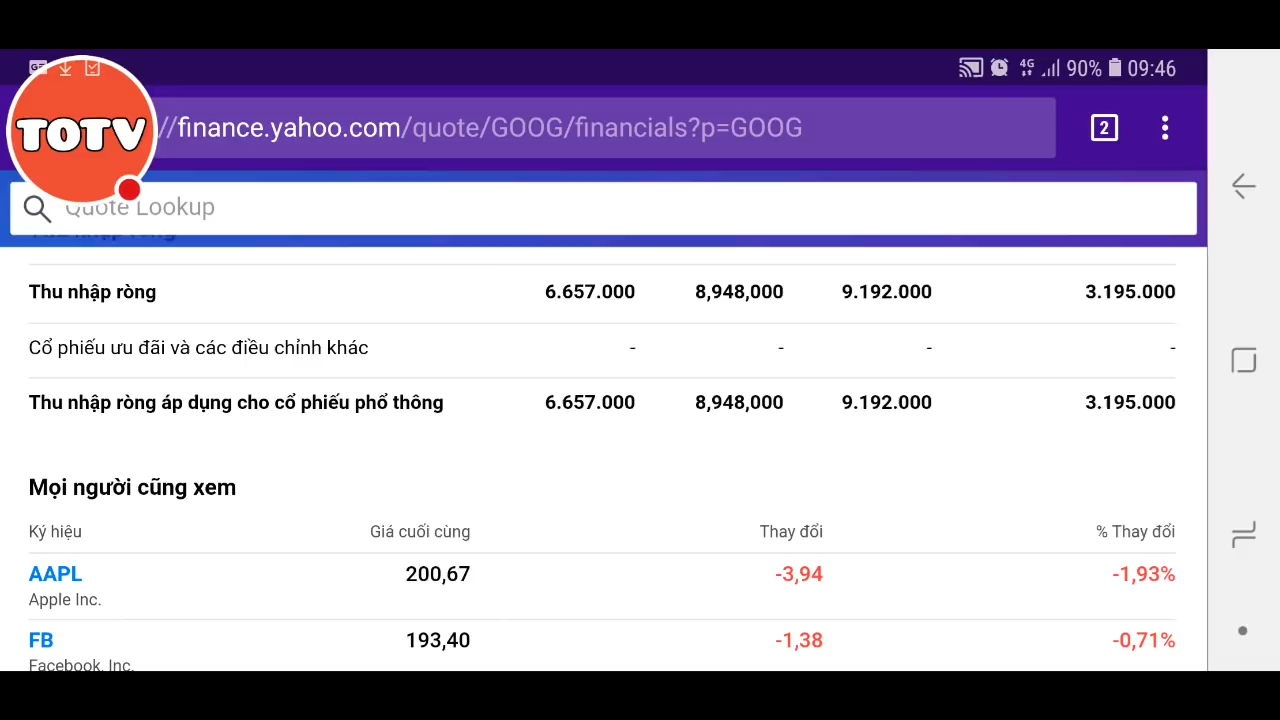 4G 90% 09:46
TOTV
//finance.yahoo.com/quote/GOOG/financials?p=GOOG
2
Quote Lookup
Thu nhập ròng 6.657.000 8,948,000 9.192.000 3.195.000
Cổ phiếu ưu đãi và các điều chỉnh khác - - - -
Thu nhập ròng áp dụng cho cổ phiếu phổ thông 6.657.000 8,948,000 9.192.000 3.195.000
Mọi người cũng xem
Ký hiệu Giá cuối cùng Thay đổi % Thay đổi
AAPL 200,67 -3,94 -1,93%
Apple Inc.
FB 193,40 -1,38 -0,71%
Facebook, Inc.